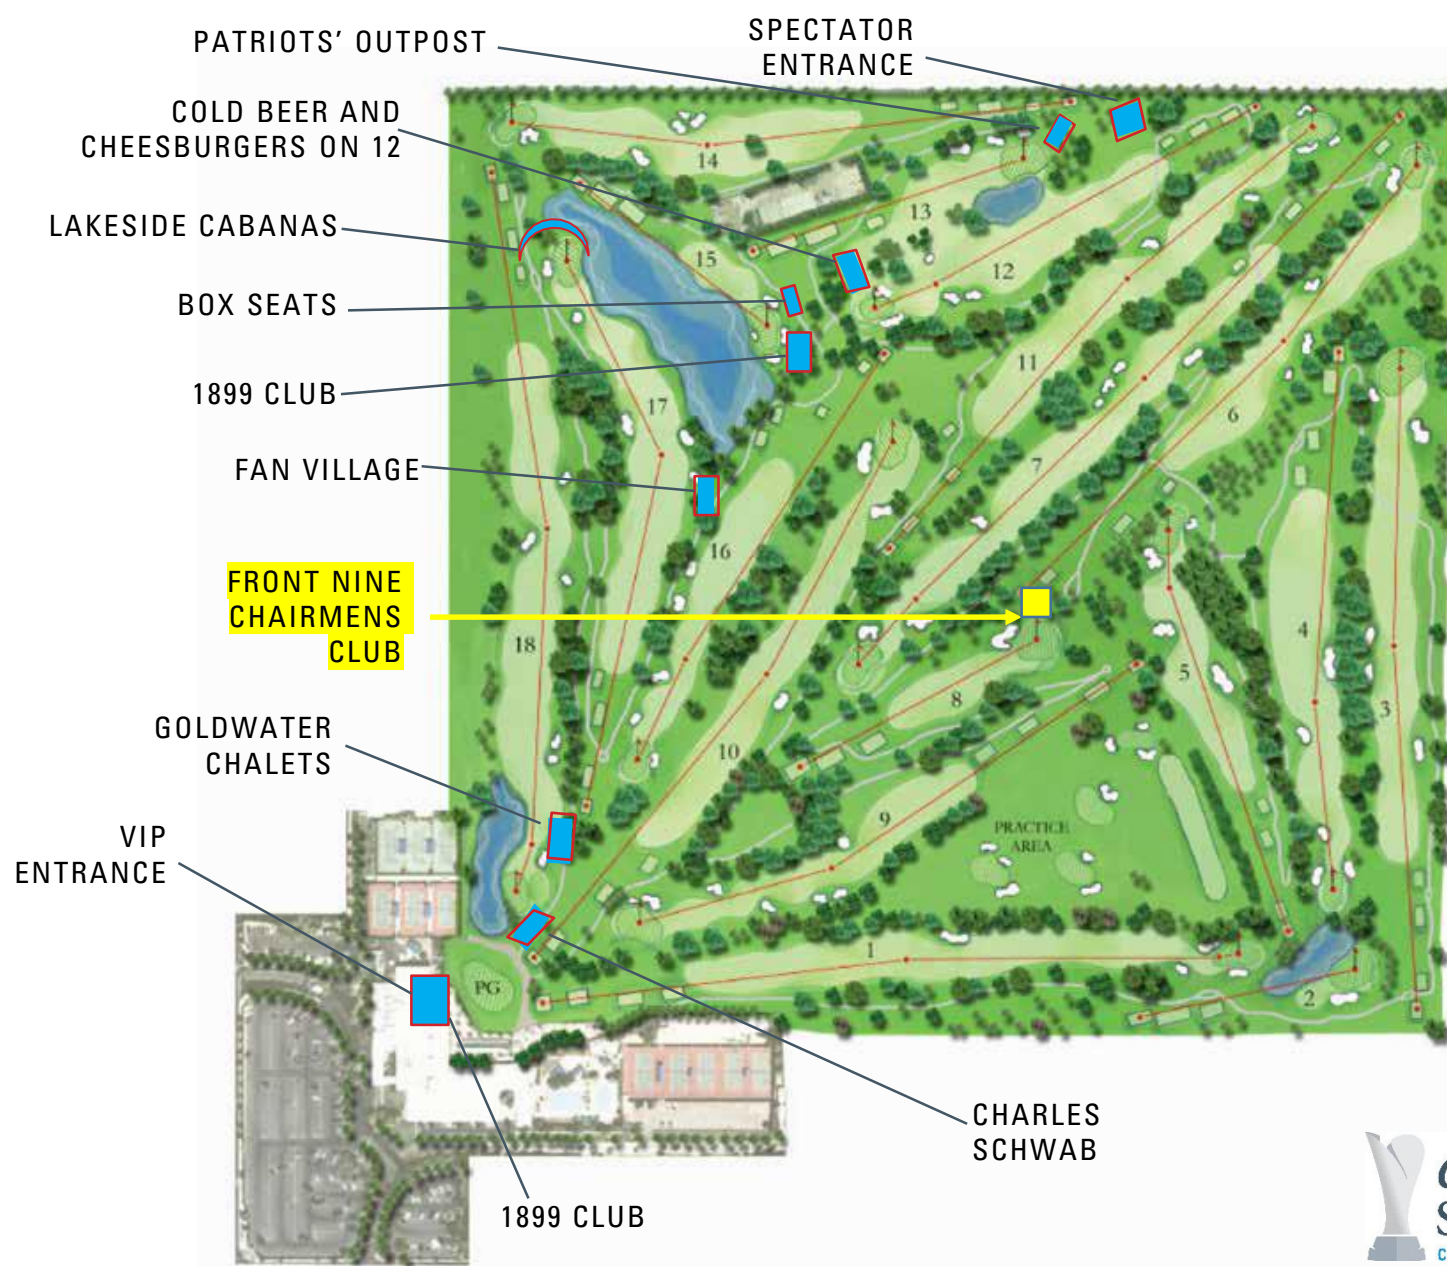 PATRIOTS' OUTPOST
SPECTATOR
ENTRANCE
COLD BEER AND
CHEESBURGERS ON 12
LAKESIDE CABANAS
BOX SEATS
1899 CLUB
FAN VILLAGE
FRONT NINE
CHAIRMENS
CLUB
GOLDWATER
CHALETS
VIP
ENTRANCE
1899 CLUB
CHARLES
SCHWAB
14
13
15
12
11
17
6
7
16
18
4
5
3
8
10
9
PRACTICE
AREA
1
2
PG